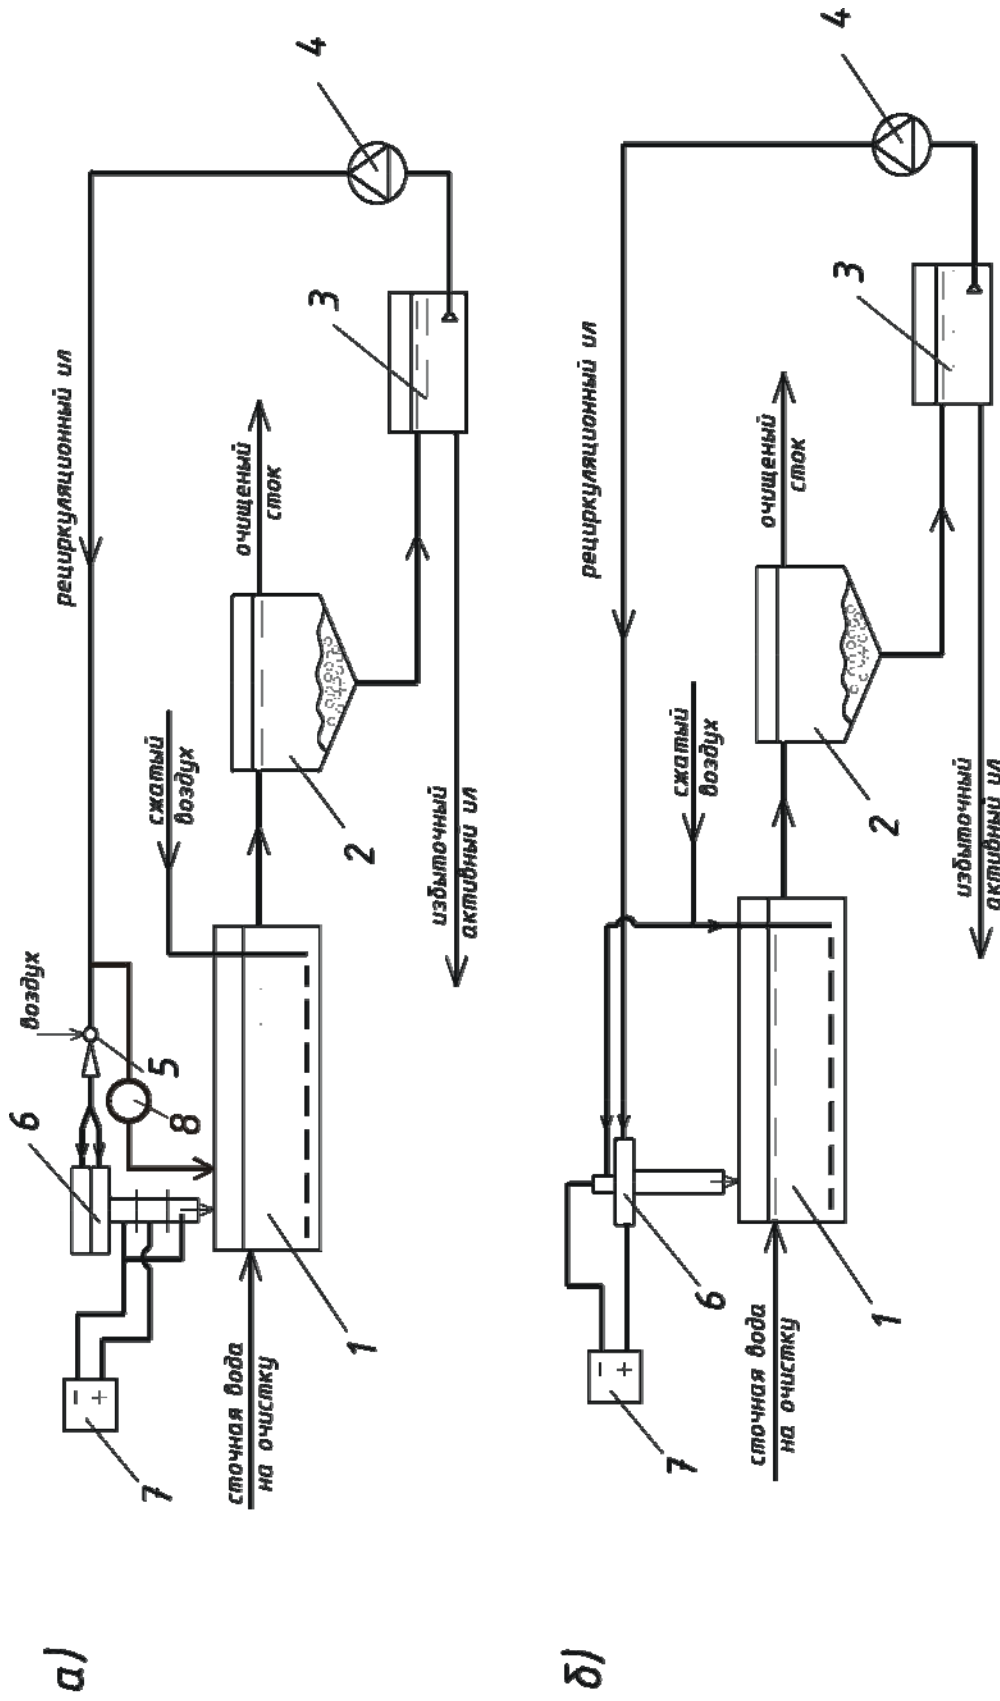 а)
воздух
рециркуляционный ил
4
6
5
8
сжатый
воздух
очищеный
сток
3
7
2
избыточный
активный ил
сточная вода
на очистку
1
-
+
б)
рециркуляционный ил
4
сжатый
воздух
очищеный
сток
3
6
7
2
избыточный
активный ил
сточная вода
на очистку
1
-
+